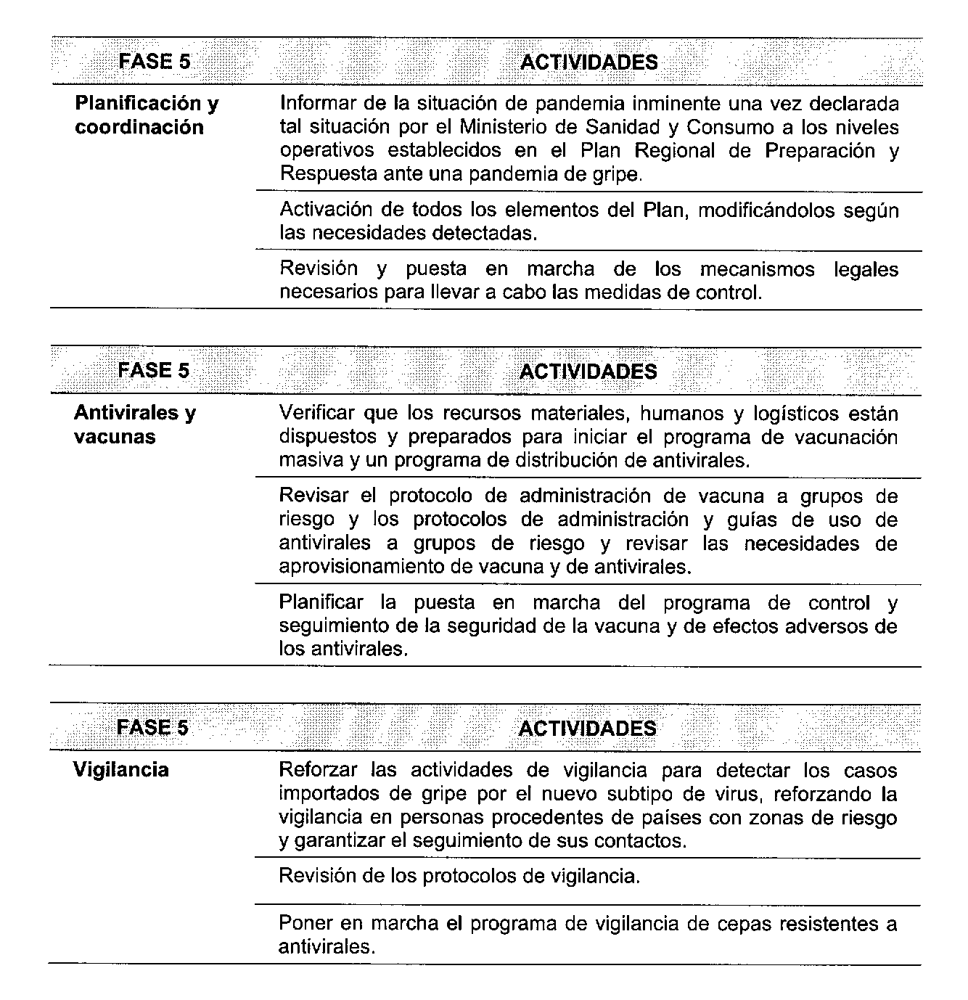 FASE 5 ACTIVIDADES
Planificación y Informar de la situación de pandemia inminente una vez declarada
coordinación tal situación por el Ministerio de Sanidad y Consumo a los niveles
operativos establecidos en el Plan Regional de Preparación y
Respuesta ante una pandemia de gripe.
Activación de todos los elementos del Plan, modificándolos según
las necesidades detectadas.
Revisión y puesta en marcha de los mecanismos legales
necesarios para llevar a cabo las medidas de control.
FASE 5 ACTIVIDADES
Antivirales y Verificar que los recursos materiales, humanos y logísticos están
vacunas dispuestos y preparados para iniciar el programa de vacunación
masiva y un programa de distribución de antivirales.
Revisar el protocolo de administración de vacuna a grupos de
riesgo y los protocolos de administración y guías de uso de
antivirales a grupos de riesgo y revisar las necesidades de
aprovisionamiento de vacuna y de antivirales.
Planificar la puesta en marcha del programa de control y
seguimiento de la seguridad de la vacuna y de efectos adversos de
los antivirales.
FASE 5 ACTIVIDADES
Vigilancia Reforzar las actividades de vigilancia para detectar los casos
importados de gripe por el nuevo subtipo de virus, reforzando la
vigilancia en personas procedentes de países con zonas de riesgo
y garantizar el seguimiento de sus contactos.
Revisión de los protocolos de vigilancia.
Poner en marcha el programa de vigilancia de cepas resistentes a
antivirales.